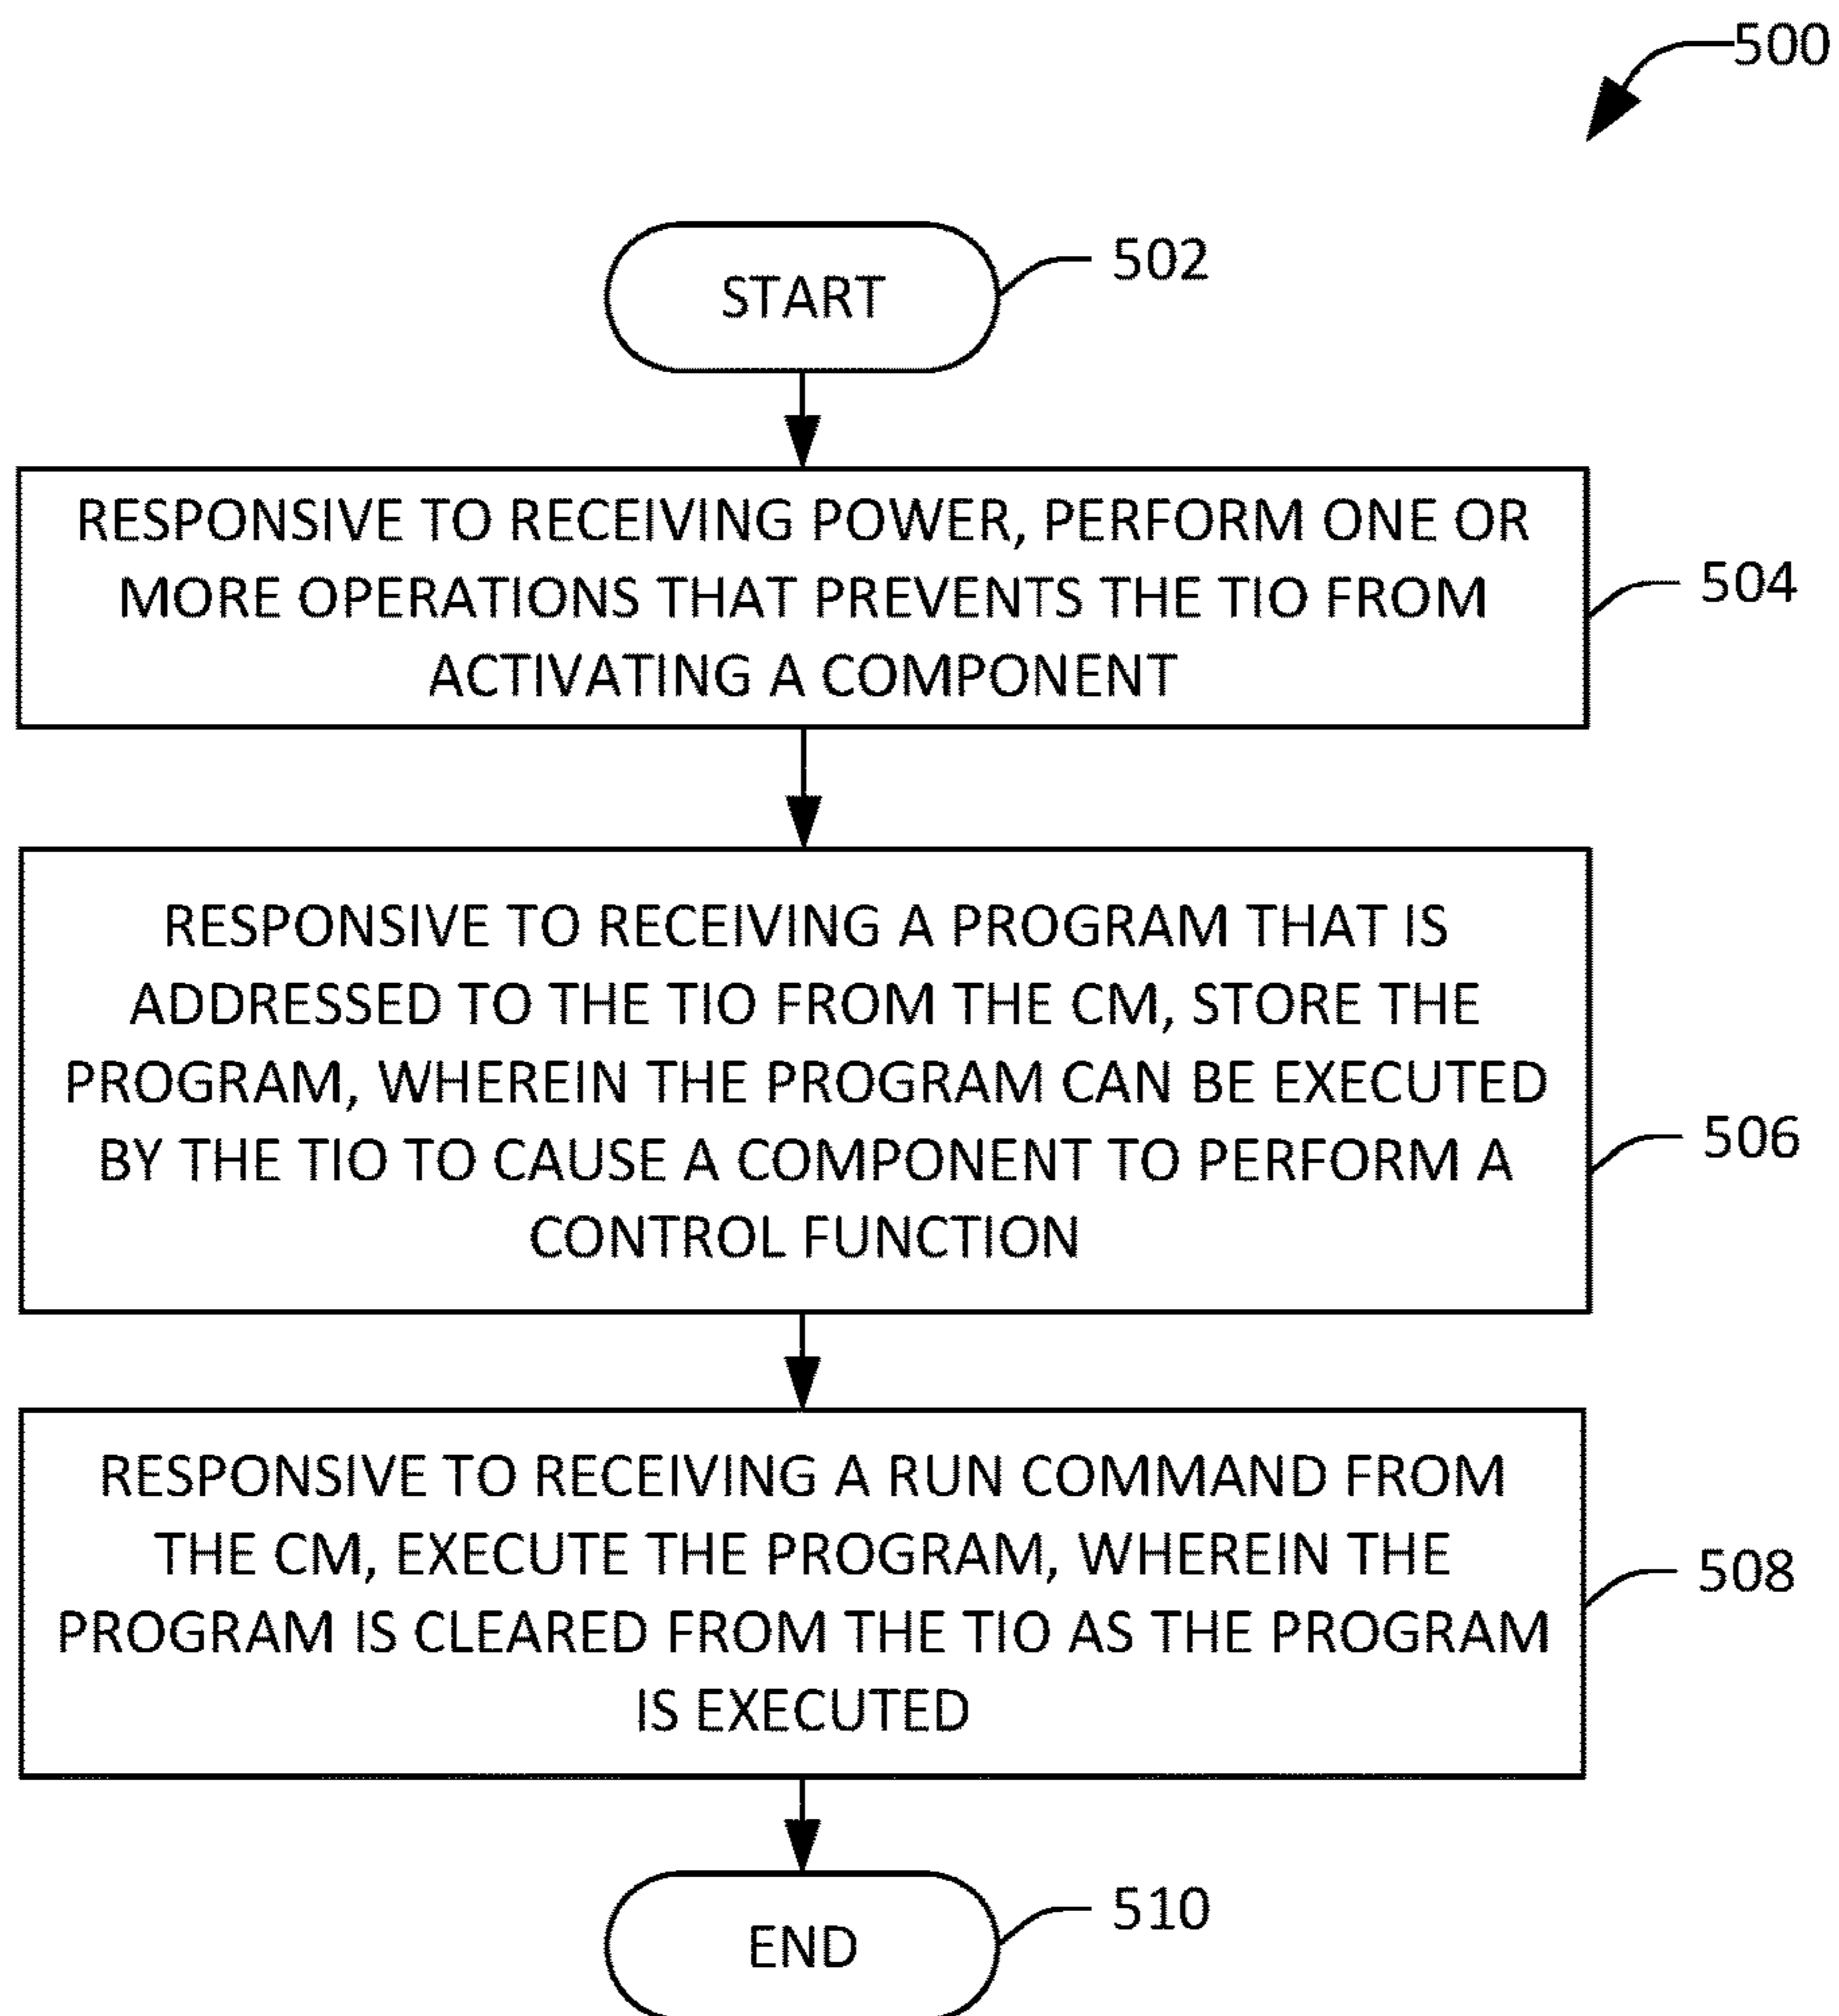 500
START
502
RESPONSIVE TO RECEIVING POWER, PERFORM ONE OR
MORE OPERATIONS THAT PREVENTS THE TIO FROM
ACTIVATING A COMPONENT
504
RESPONSIVE TO RECEIVING A PROGRAM THAT IS
ADDRESSED TO THE TIO FROM THE CM, STORE THE
PROGRAM, WHEREIN THE PROGRAM CAN BE EXECUTED
BY THE TIO TO CAUSE A COMPONENT TO PERFORM A
CONTROL FUNCTION
506
RESPONSIVE TO RECEIVING A RUN COMMAND FROM
THE CM, EXECUTE THE PROGRAM, WHEREIN THE
PROGRAM IS CLEARED FROM THE TIO AS THE PROGRAM
IS EXECUTED
508
END
510